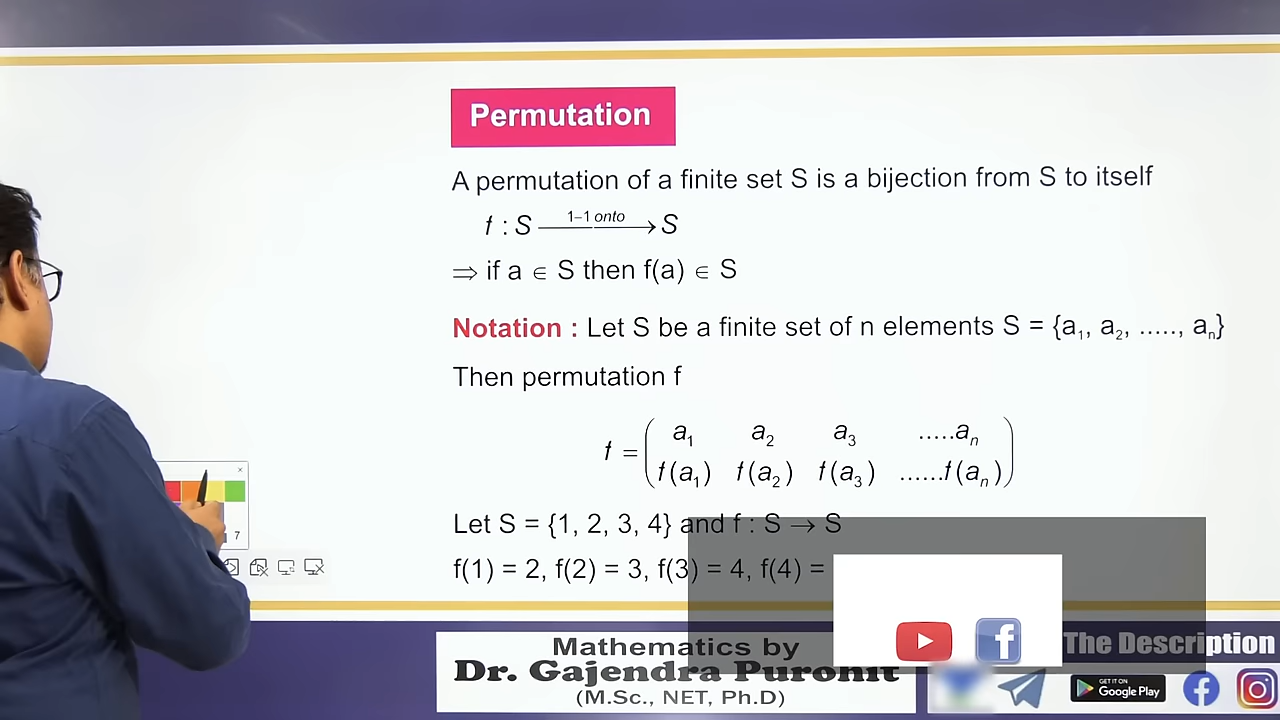 Permutation
A permutation of a finite set S is a bijection from S to itself
f : S 1–1 onto ⟶ S
⇒ if a ∈ S then f(a) ∈ S
Notation : Let S be a finite set of n elements S = {a₁, a₂, ....., aₙ}
Then permutation f
f = ( a₁ a₂ a₃ .....aₙ
f(a₁) f(a₂) f(a₃) ......f(aₙ) )
Let S = {1, 2, 3, 4} and f : S → S
7
f(1) = 2, f(2) = 3, f(3) = 4, f(4) =
Mathematics by
Dr. Gajendra Purohit
(M.Sc., NET, Ph.D)
The Description
GET IT ON
Google Play